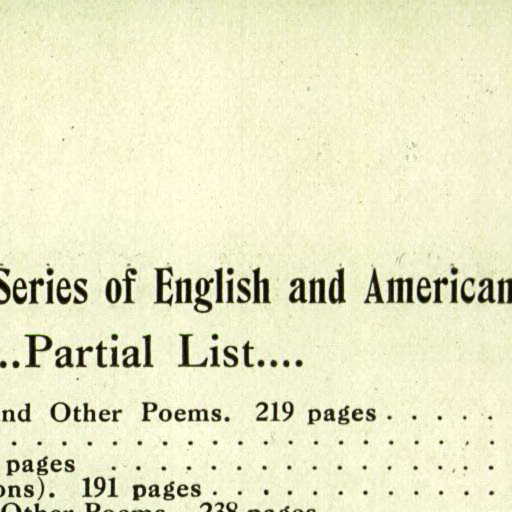 Series of English and American
..Partial List....
nd Other Poems. 219 pages . . . . .
. . . . . . . . . . . . . . . . . . . .
pages . . . . . . . . . . . . . . . .
ons). 191 pages . . . . . . . . . . . .
Other Poems. 238 pages